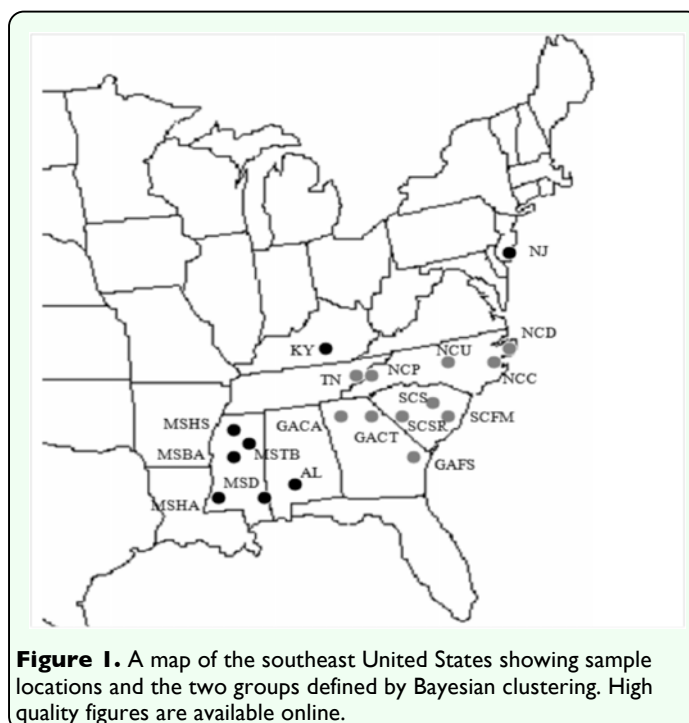 NJ
NCD
KY
NCU
TN
NCP
NCC
SCS
MSHS
GACA
SCSR
SCFM
GACT
MSBA
MSTB
GAFS
AL
MSD
MSHA
Figure 1. A map of the southeast United States showing sample
locations and the two groups defined by Bayesian clustering. High
quality figures are available online.